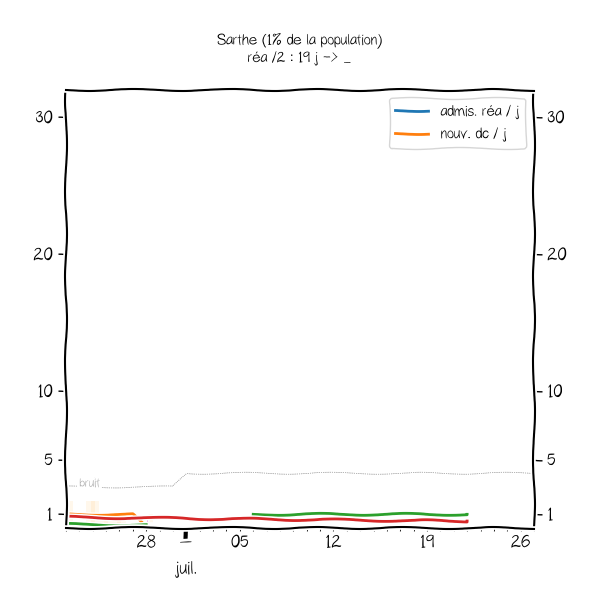 Sarthe (1% de la population)
réa /2 : 19 j -> _
admis. réa / j
nouv. dc / j
30 30
20 20
10 10
5 5
bruit
1 1
28 05 12 19 26
juil.